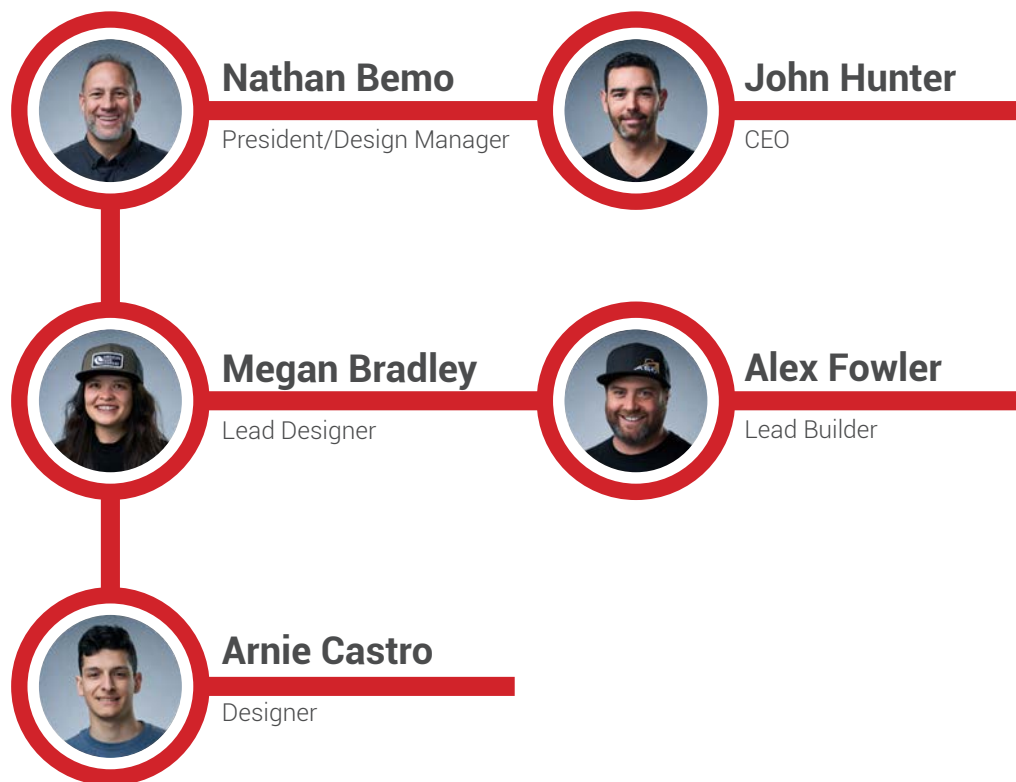 Nathan Bemo
President/Design Manager
John Hunter
CEO
Megan Bradley
Lead Designer
Alex Fowler
Lead Builder
Arnie Castro
Designer